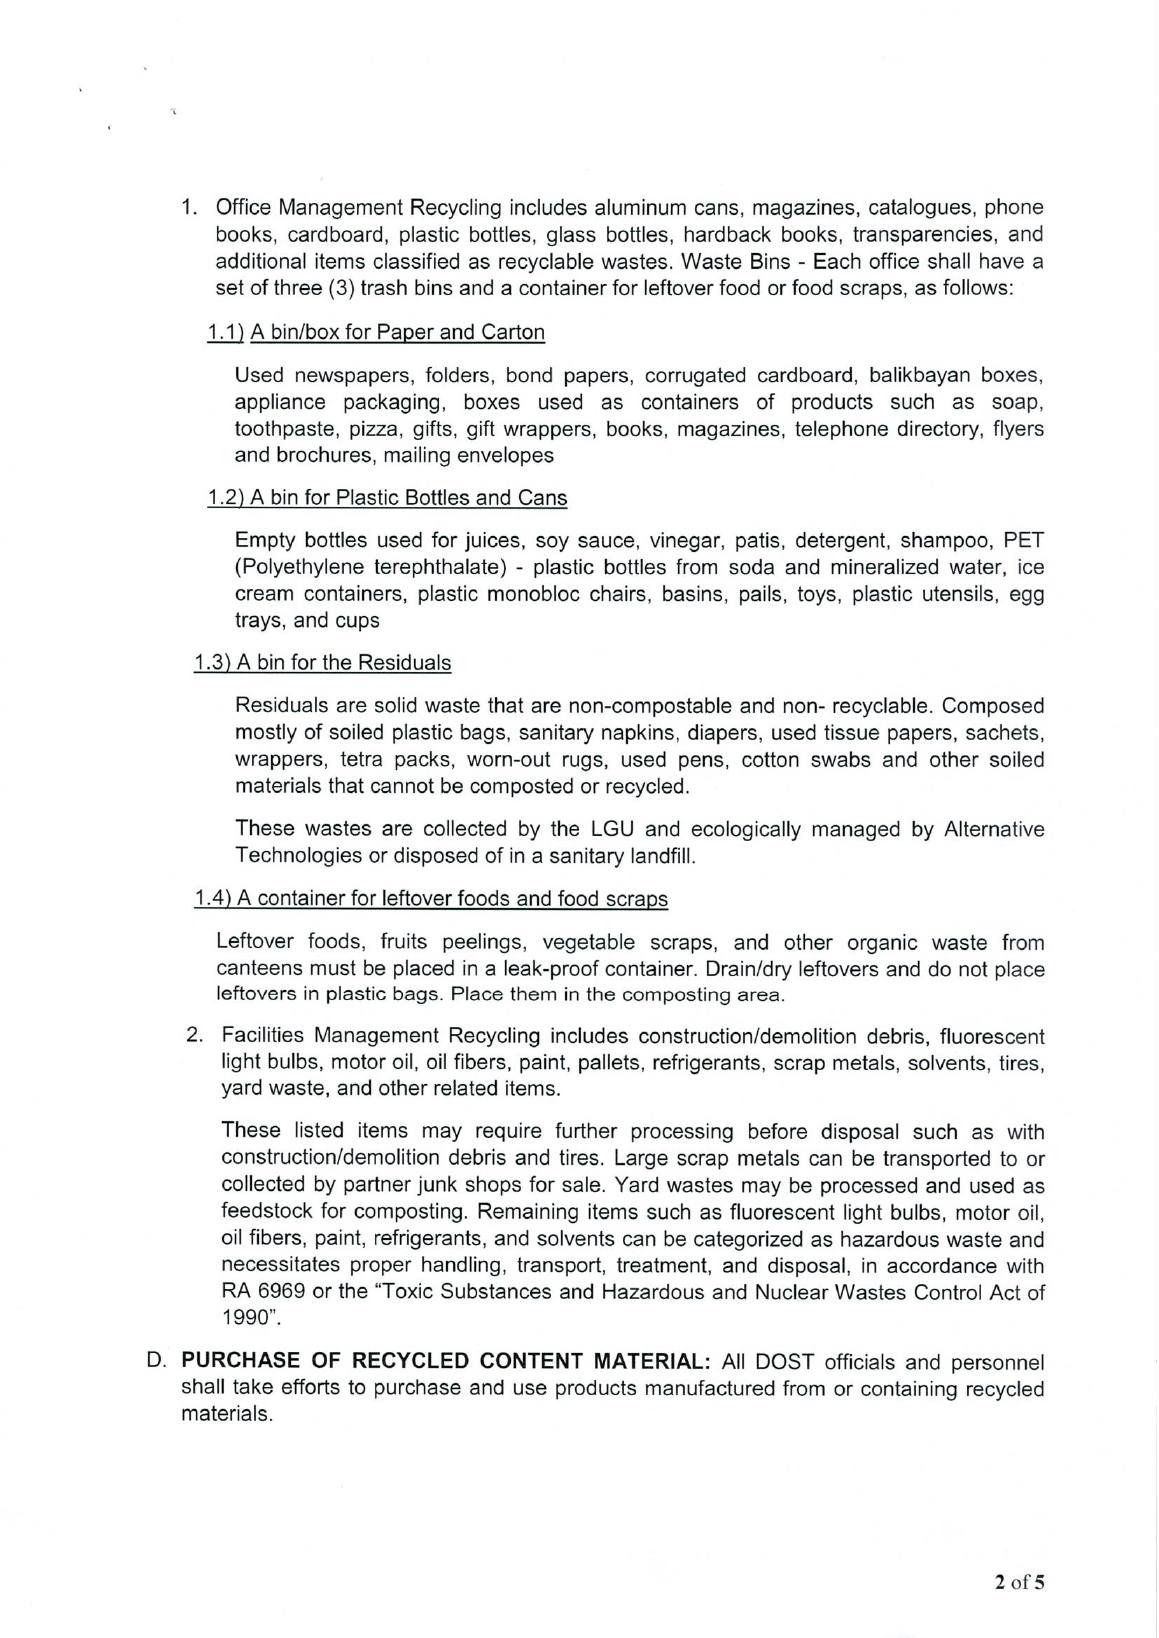 1. Office Management Recycling includes aluminum cans, magazines, catalogues, phone
books, cardboard, plastic bottles, glass bottles, hardback books, transparencies, and
additional items classified as recyclable wastes. Waste Bins - Each office shall have a
set of three (3) trash bins and a container for leftover food or food scraps, as follows:
1.1) A bin/box for Paper and Carton
Used newspapers, folders, bond papers, corrugated cardboard, balikbayan boxes,
appliance packaging, boxes used as containers of products such as soap,
toothpaste, pizza, gifts, gift wrappers, books, magazines, telephone directory, flyers
and brochures, mailing envelopes
1.2) A bin for Plastic Bottles and Cans
Empty bottles used for juices, soy sauce, vinegar, patis, detergent, shampoo, PET
(Polyethylene terephthalate) - plastic bottles from soda and mineralized water, ice
cream containers, plastic monobloc chairs, basins, pails, toys, plastic utensils, egg
trays, and cups
1.3) A bin for the Residuals
Residuals are solid waste that are non-compostable and non- recyclable. Composed
mostly of soiled plastic bags, sanitary napkins, diapers, used tissue papers, sachets,
wrappers, tetra packs, worn-out rugs, used pens, cotton swabs and other soiled
materials that cannot be composted or recycled.
These wastes are collected by the LGU and ecologically managed by Alternative
Technologies or disposed of in a sanitary landfill.
1.4) A container for leftover foods and food scraps
Leftover foods, fruits peelings, vegetable scraps, and other organic waste from
canteens must be placed in a leak-proof container. Drain/dry leftovers and do not place
leftovers in plastic bags. Place them in the composting area.
2. Facilities Management Recycling includes construction/demolition debris, fluorescent
light bulbs, motor oil, oil fibers, paint, pallets, refrigerants, scrap metals, solvents, tires,
yard waste, and other related items.
These listed items may require further processing before disposal such as with
construction/demolition debris and tires. Large scrap metals can be transported to or
collected by partner junk shops for sale. Yard wastes may be processed and used as
feedstock for composting. Remaining items such as fluorescent light bulbs, motor oil,
oil fibers, paint, refrigerants, and solvents can be categorized as hazardous waste and
necessitates proper handling, transport, treatment, and disposal, in accordance with
RA 6969 or the “Toxic Substances and Hazardous and Nuclear Wastes Control Act of
1990”.
D. PURCHASE OF RECYCLED CONTENT MATERIAL: All DOST officials and personnel
shall take efforts to purchase and use products manufactured from or containing recycled
materials.
2 of 5